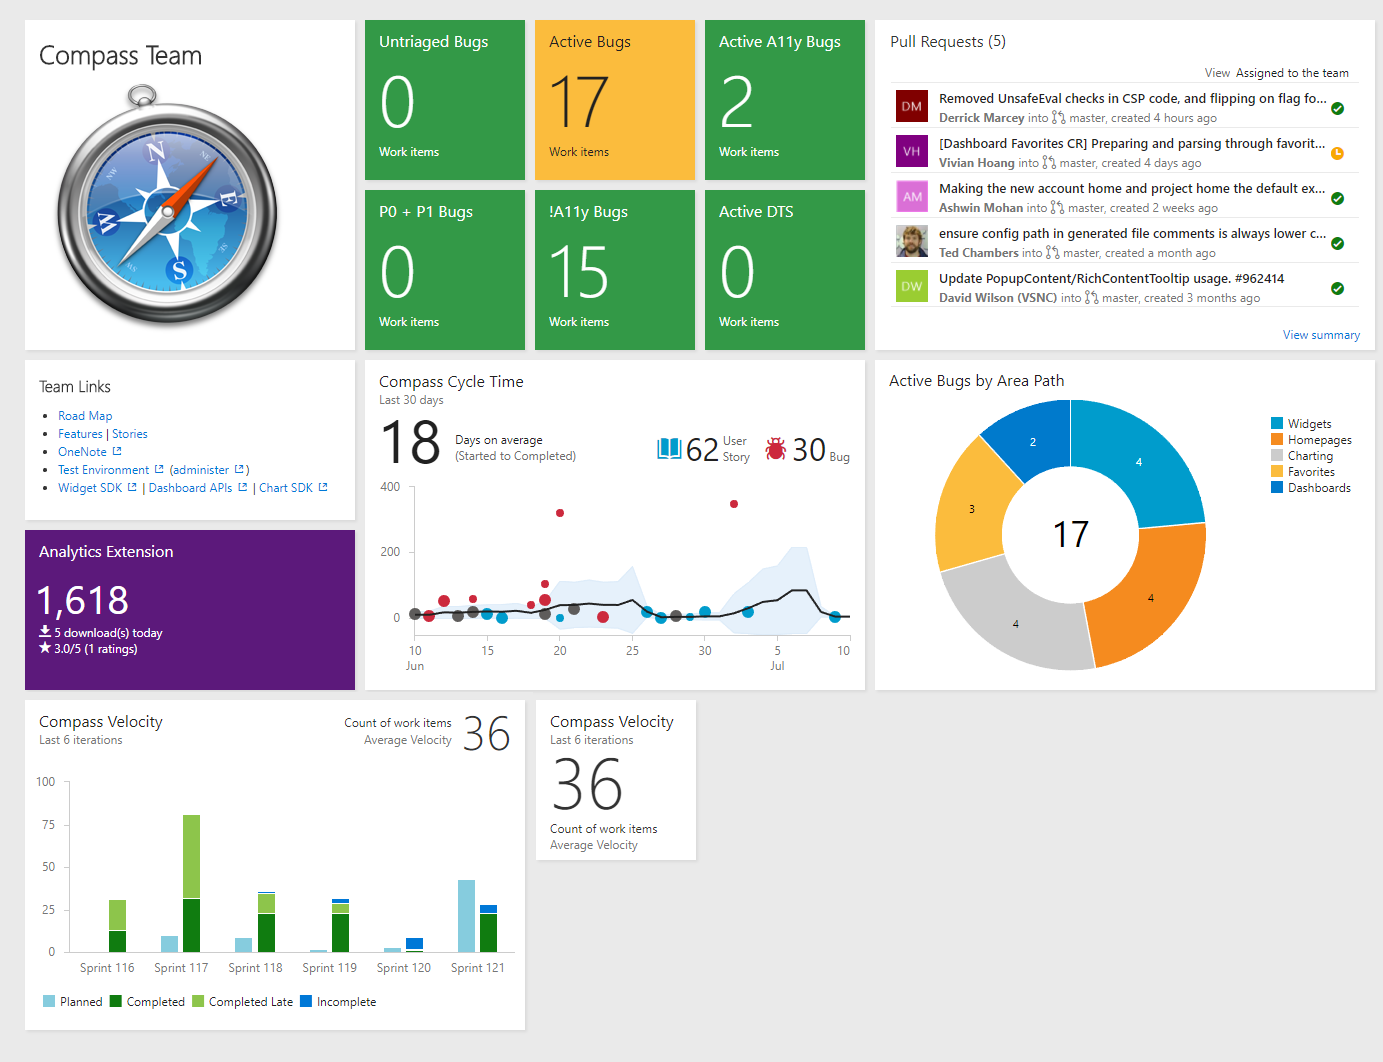 Compass Team
N
NE
E
SE
S
SW
W
NW
Untriaged Bugs
0
Work items
Active Bugs
17
Work items
Active A11y Bugs
2
Work items
P0 + P1 Bugs
0
Work items
!A11y Bugs
15
Work items
Active DTS
0
Work items
Pull Requests (5)
View Assigned to the team
DM
Removed UnsafeEval checks in CSP code, and flipping on flag fo...
Derrick Marcey into master, created 4 hours ago
VH
[Dashboard Favorites CR] Preparing and parsing through favorit...
Vivian Hoang into master, created 4 days ago
AM
Making the new account home and project home the default ex...
Ashwin Mohan into master, created 2 weeks ago
ensure config path in generated file comments is always lower c...
Ted Chambers into master, created a month ago
DW
Update PopupContent/RichContentTooltip usage. #962414
David Wilson (VSNC) into master, created 3 months ago
View summary
Team Links
• Road Map
• Features | Stories
• OneNote
• Test Environment (administer )
• Widget SDK | Dashboard APIs | Chart SDK
Analytics Extension
1,618
5 download(s) today
3.0/5 (1 ratings)
Compass Cycle Time
Last 30 days
18
Days on average
(Started to Completed)
62 User Story
30 Bug
400
200
0
10 15 20 25 30 5 10
Jun Jul
Active Bugs by Area Path
4
4
4
3
2
17
Widgets
Homepages
Charting
Favorites
Dashboards
Compass Velocity
Last 6 iterations
Count of work items
Average Velocity
36
100
75
50
25
0
Sprint 116 Sprint 117 Sprint 118 Sprint 119 Sprint 120 Sprint 121
Planned Completed Completed Late Incomplete
Compass Velocity
Last 6 iterations
36
Count of work items
Average Velocity